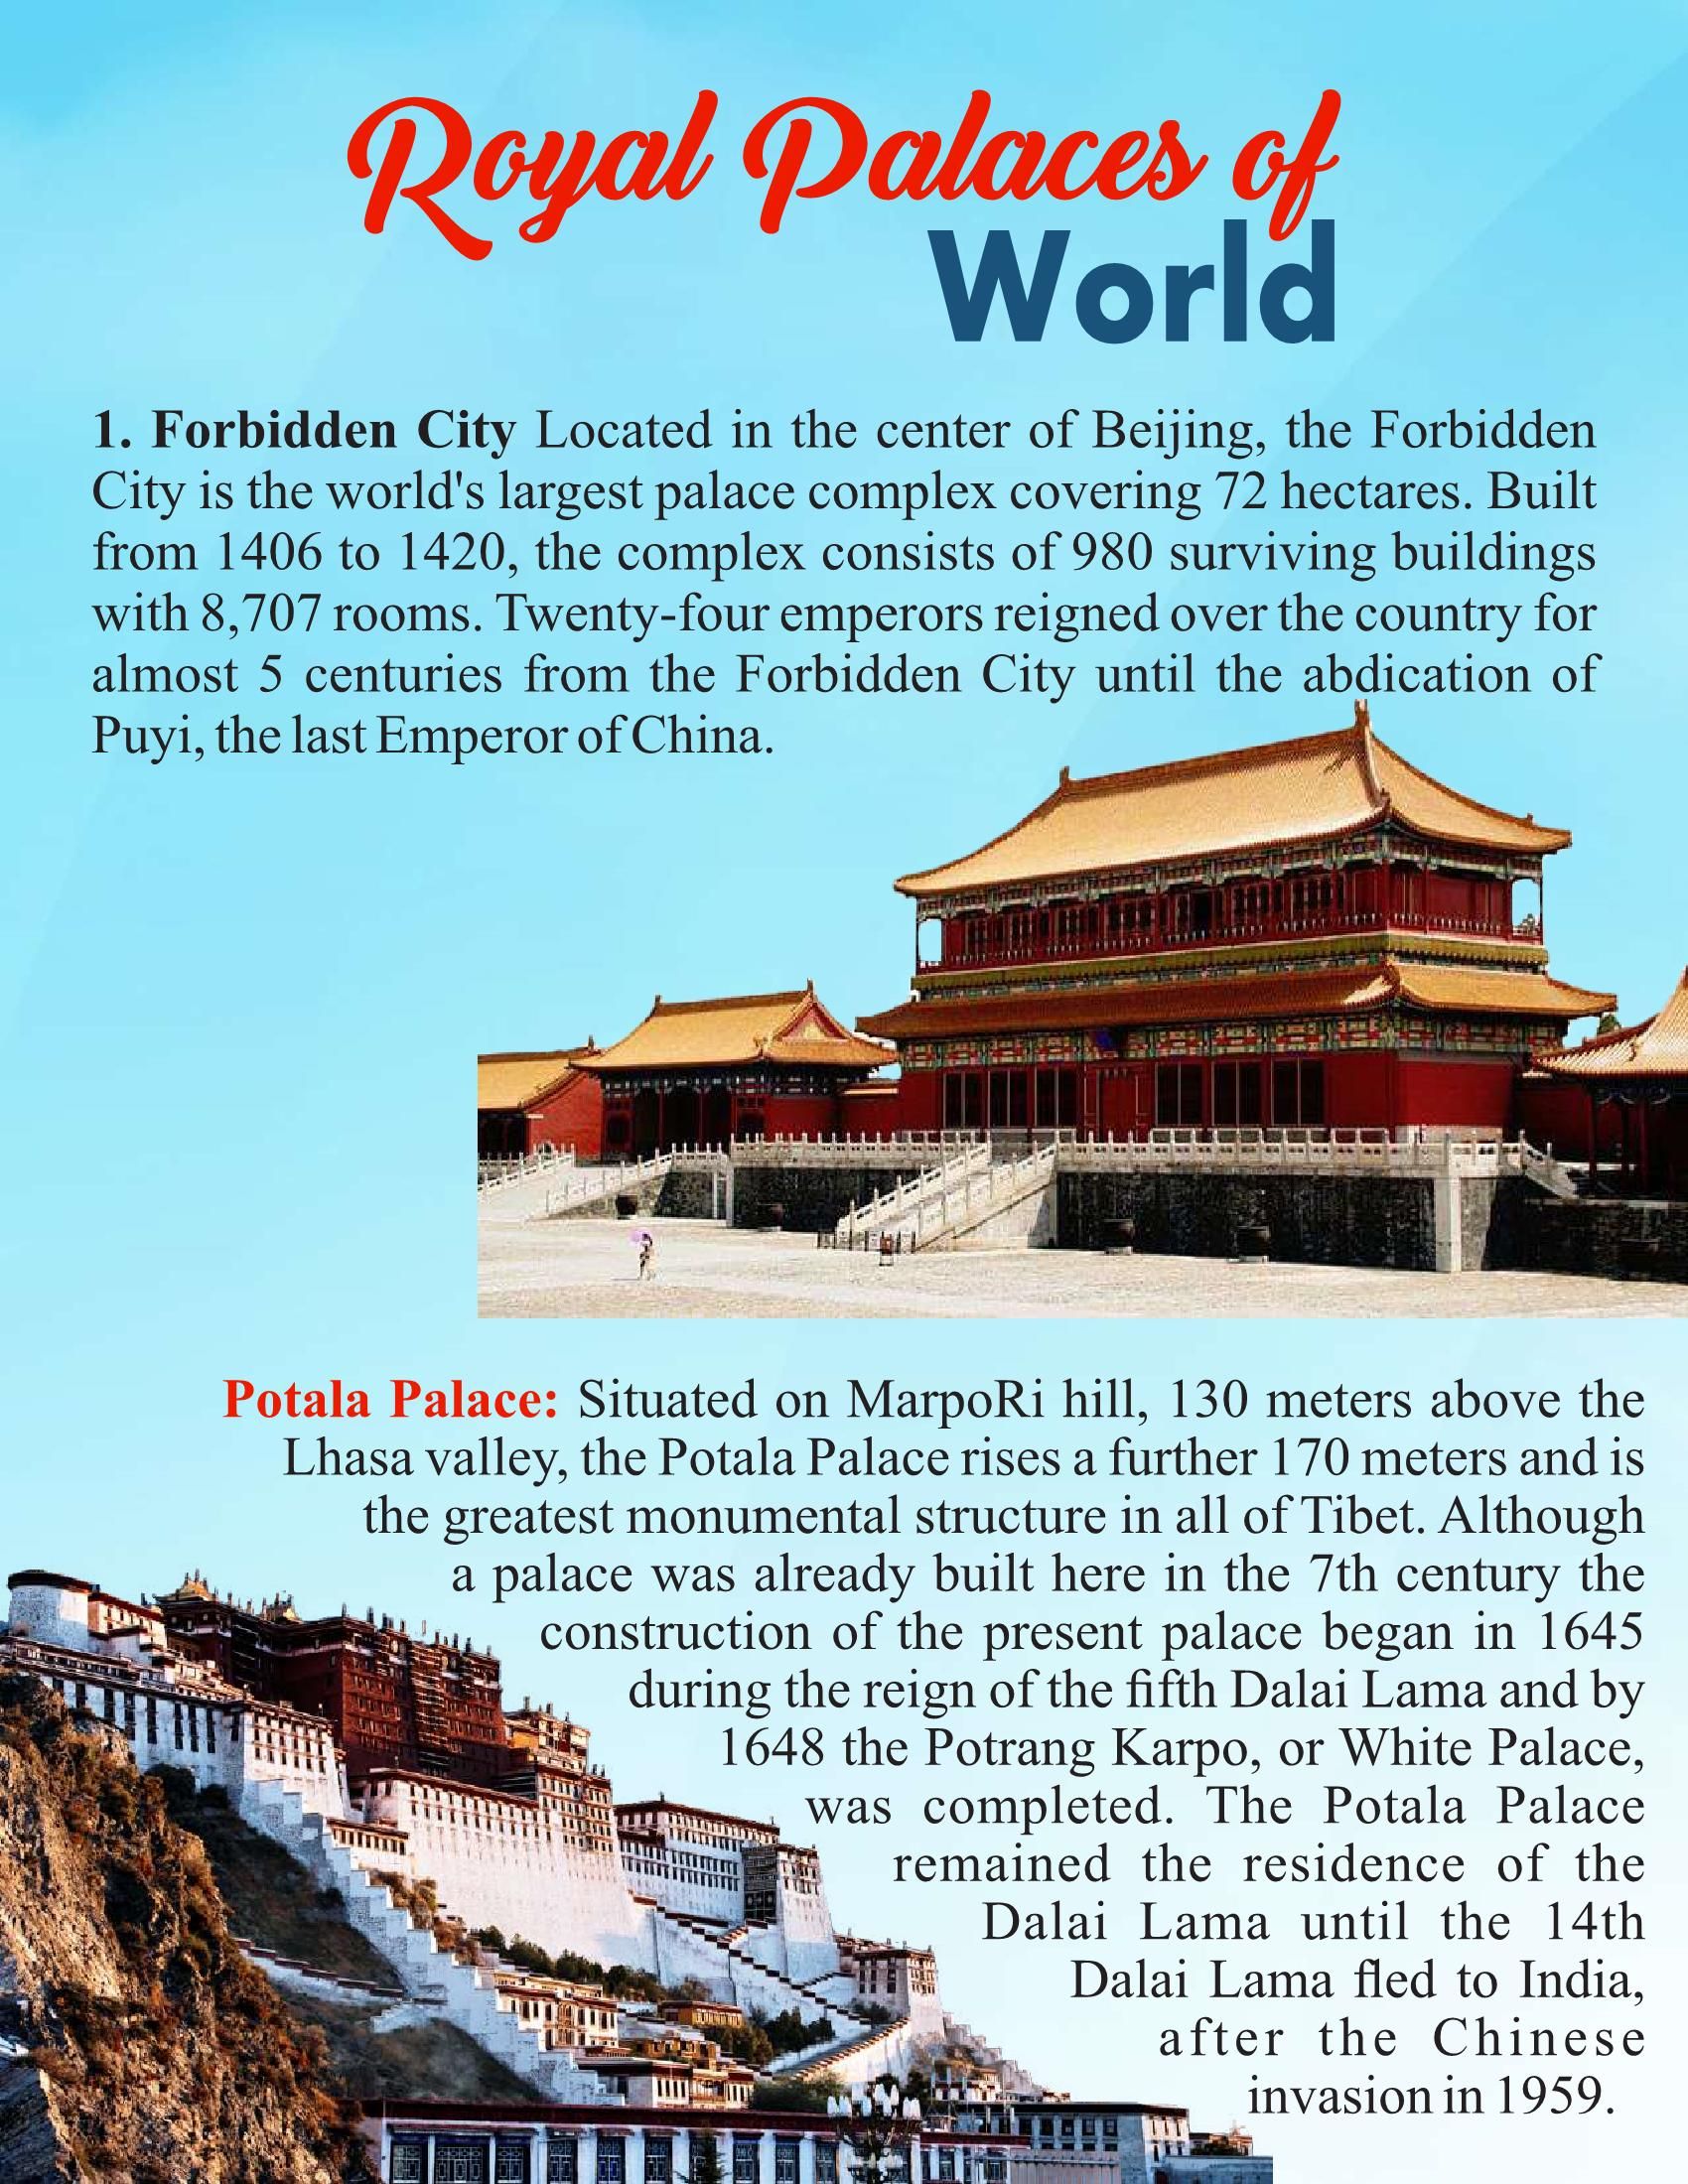 Royal Palaces of
World
1. Forbidden City Located in the center of Beijing, the Forbidden
City is the world's largest palace complex covering 72 hectares. Built
from 1406 to 1420, the complex consists of 980 surviving buildings
with 8,707 rooms. Twenty-four emperors reigned over the country for
almost 5 centuries from the Forbidden City until the abdication of
Puyi, the last Emperor of China.
Potala Palace: Situated on MarpoRi hill, 130 meters above the
Lhasa valley, the Potala Palace rises a further 170 meters and is
the greatest monumental structure in all of Tibet. Although
a palace was already built here in the 7th century the
construction of the present palace began in 1645
during the reign of the fifth Dalai Lama and by
1648 the Potrang Karpo, or White Palace,
was completed. The Potala Palace
remained the residence of the
Dalai Lama until the 14th
Dalai Lama fled to India,
after the Chinese
invasion in 1959.